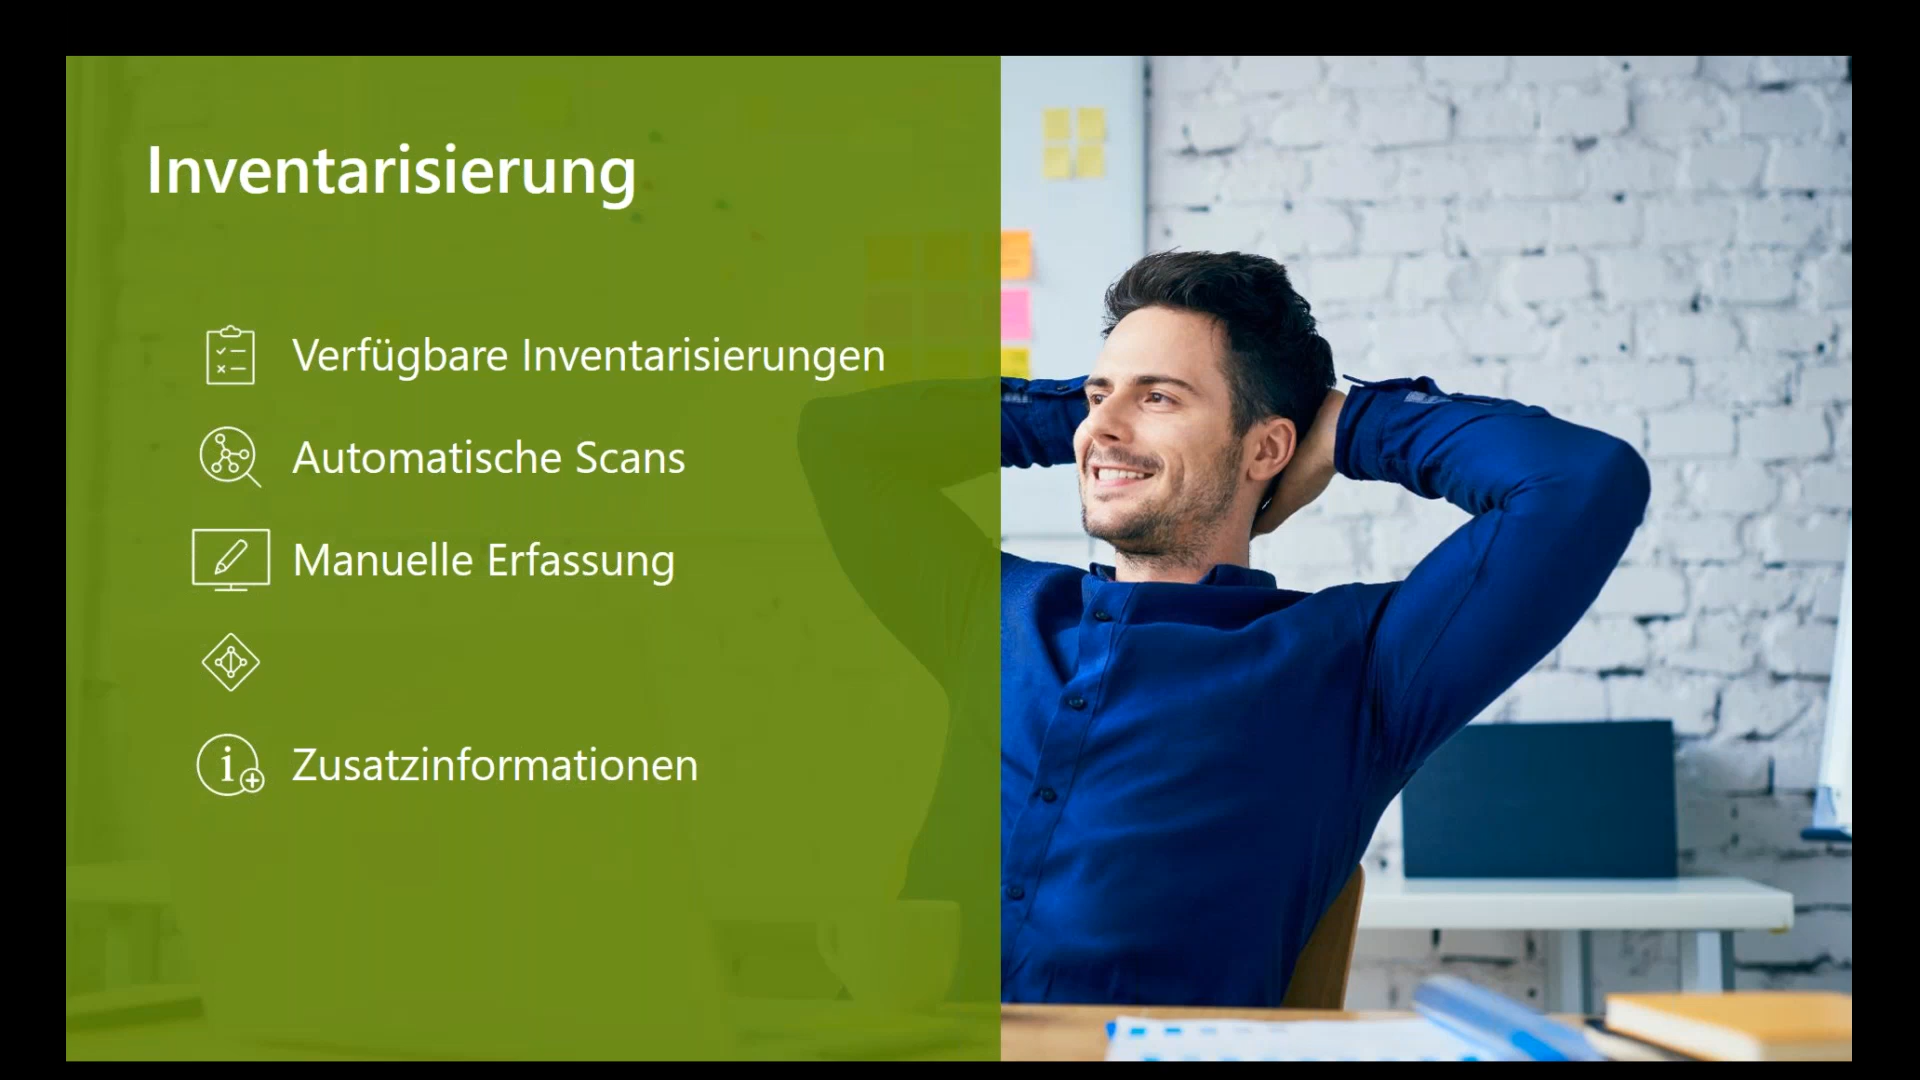 Inventarisierung
Verfügbare Inventarisierungen
Automatische Scans
Manuelle Erfassung
Zusatzinformationen